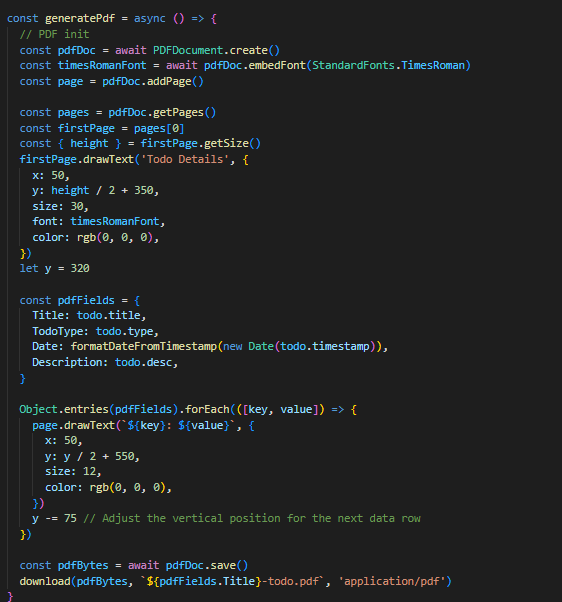 const generatePdf = async () => {
  // PDF init
  const pdfDoc = await PDFDocument.create()
  const timesRomanFont = await pdfDoc.embedFont(StandardFonts.TimesRoman)
  const page = pdfDoc.addPage()

  const pages = pdfDoc.getPages()
  const firstPage = pages[0]
  const { height } = firstPage.getSize()
  firstPage.drawText('Todo Details', {
    x: 50,
    y: height / 2 + 350,
    size: 30,
    font: timesRomanFont,
    color: rgb(0, 0, 0),
  })
  let y = 320

  const pdfFields = {
    Title: todo.title,
    TodoType: todo.type,
    Date: formatDateFromTimestamp(new Date(todo.timestamp)),
    Description: todo.desc,
  }

  Object.entries(pdfFields).forEach(([key, value]) => {
    page.drawText(`${key}: ${value}`, {
      x: 50,
      y: y / 2 + 550,
      size: 12,
      color: rgb(0, 0, 0),
    })
    y -= 75 // Adjust the vertical position for the next data row
  })

  const pdfBytes = await pdfDoc.save()
  download(pdfBytes, `${pdfFields.Title}-todo.pdf`, 'application/pdf')
}